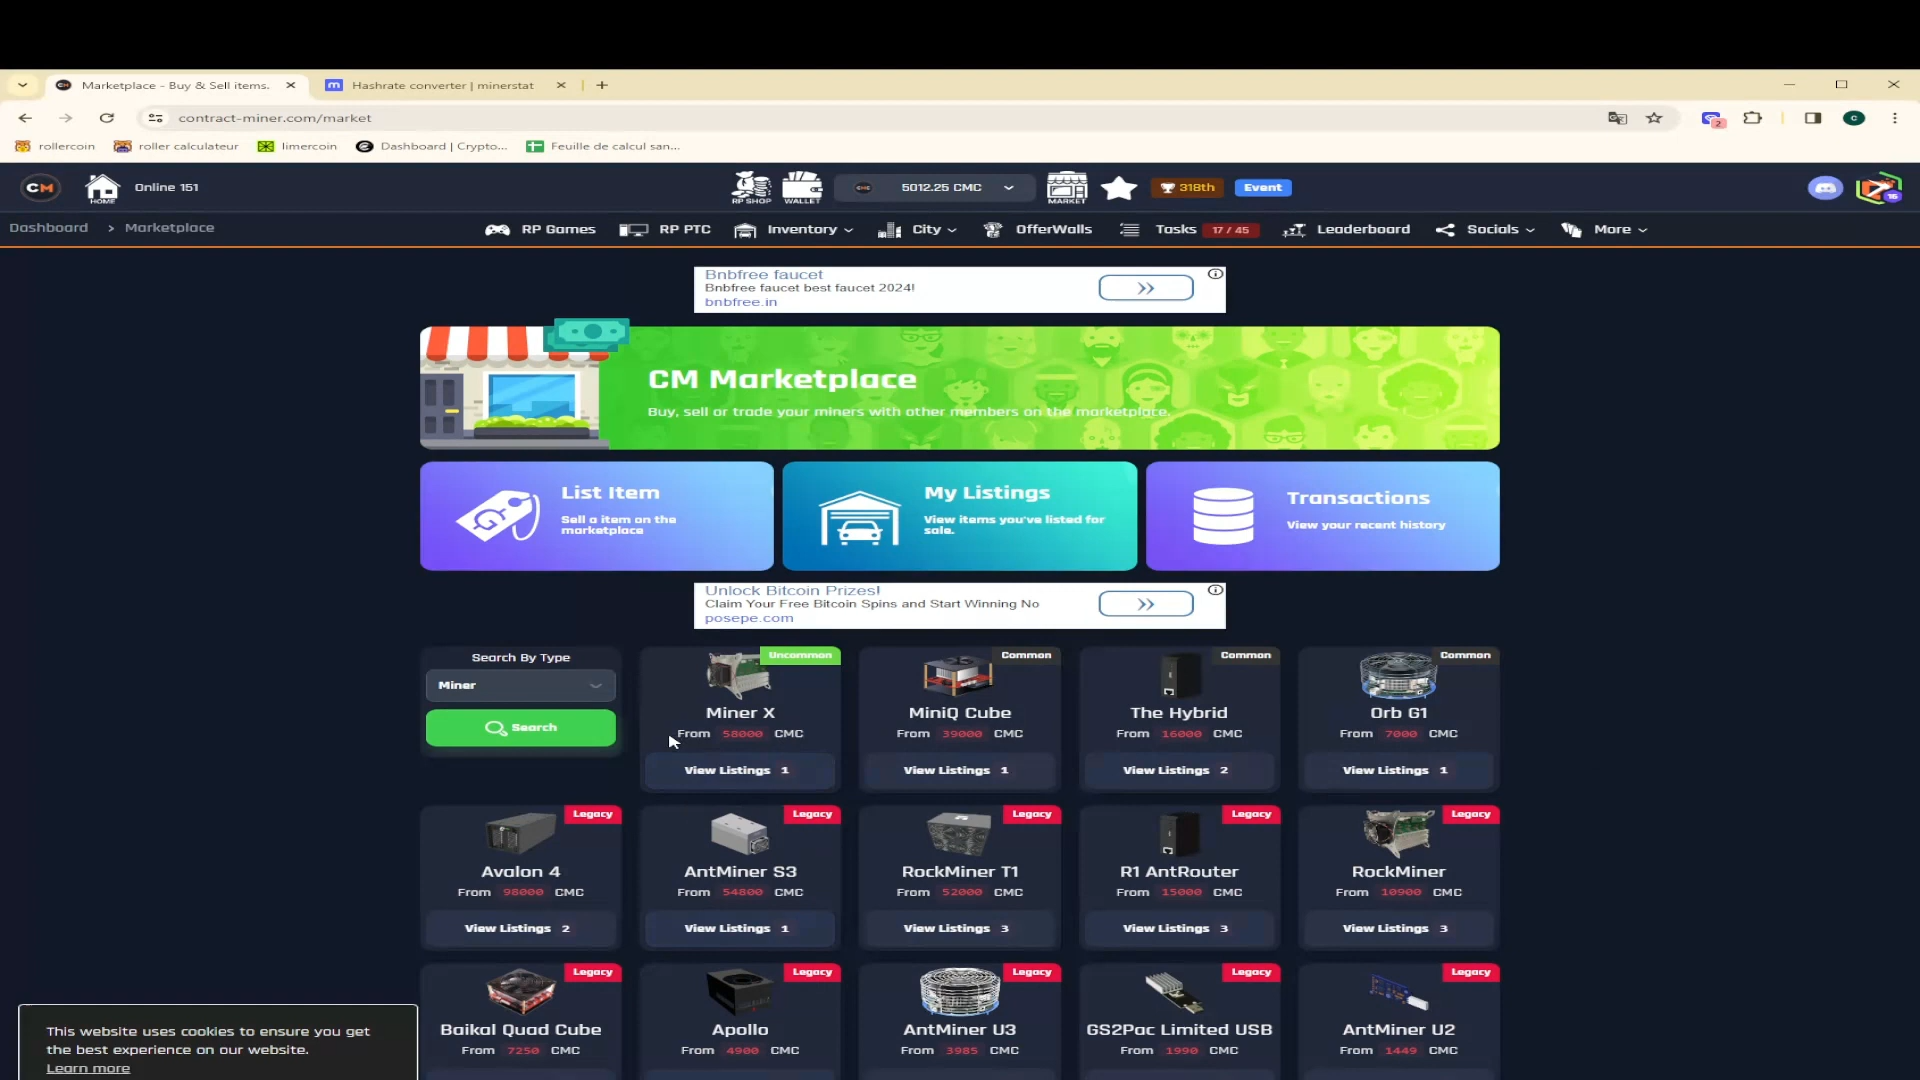 Marketplace - Buy & Sell items.
Hashrate converter | minerstat
contract-miner.com/market
2
C
rollercoin
roller calculateur
limercoin
Dashboard | Crypto...
Feuille de calcul san...
CM
HOME
Online 151
RP SHOP
WALLET
5012.25 CMC
MARKET
318th
Event
Dashboard > Marketplace
RP Games
RP PTC
Inventory
City
OfferWalls
Tasks 17 / 45
Leaderboard
Socials
More
Bnbfree faucet
Bnbfree faucet best faucet 2024!
bnbfree.in
CM Marketplace
Buy, sell or trade your miners with other members on the marketplace.
List Item
Sell a item on the
marketplace
My Listings
View items you've listed for
sale.
Transactions
View your recent history
Unlock Bitcoin Prizes!
Claim Your Free Bitcoin Spins and Start Winning No
posepe.com
Search By Type
Miner
Search
Uncommon
Miner X
From 58000 CMC
View Listings 1
Common
MiniQ Cube
From 39000 CMC
View Listings 1
Common
The Hybrid
From 16000 CMC
View Listings 2
Common
Orb G1
From 7000 CMC
View Listings 1
Legacy
Avalon 4
From 98000 CMC
View Listings 2
Legacy
AntMiner S3
From 54800 CMC
View Listings 1
Legacy
RockMiner T1
From 52000 CMC
View Listings 3
Legacy
R1 AntRouter
From 15000 CMC
View Listings 3
Legacy
RockMiner
From 10900 CMC
View Listings 3
Legacy
Baikal Quad Cube
From 7250 CMC
Legacy
Apollo
From 4900 CMC
Legacy
AntMiner U3
From 3985 CMC
Legacy
GS2Pac Limited USB
From 1990 CMC
Legacy
AntMiner U2
From 1449 CMC
This website uses cookies to ensure you get
the best experience on our website.
Learn more